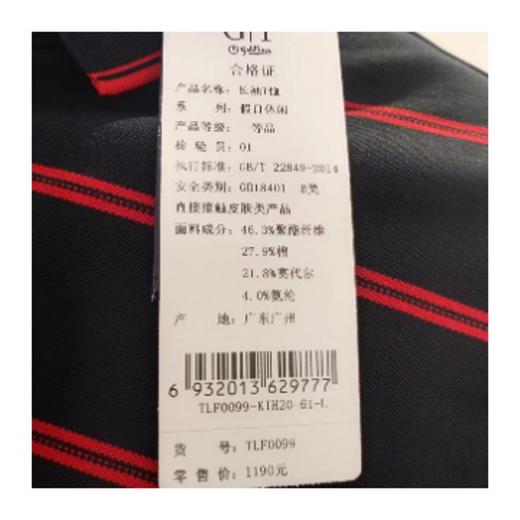 G/T
Goldlion
合格证
产品名称: 长袖T恤
系 列: 假日休闲
产品等级: 一等品
检 验 员: 01
执行标准: GB/T 22849-2014
安全类别: GB18401 B类
直接接触皮肤类产品
面料成分: 46.3%聚酯纤维
27.9%棉
21.8%莫代尔
4.0%氨纶
产 地: 广东广州
6 932013 629777
TLF0099-KTH20-61-L
货 号: TLF0099
零 售 价: 1190元